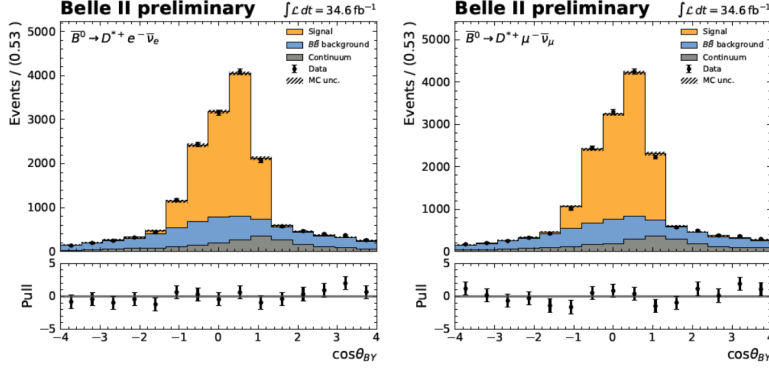 Belle II preliminary ∫ℒ dt = 34.6 fb⁻¹
B̅⁰ → D*⁺ e⁻ ν̅ₑ
Signal
BB̅ background
Continuum
Data
MC unc.
Events / (0.53 )
5000
4000
3000
2000
1000
0
Pull
5
0
−5
−4 −3 −2 −1 0 1 2 3 4
cosθ_BY
Belle II preliminary ∫ℒ dt = 34.6 fb⁻¹
B̅⁰ → D*⁺ μ⁻ ν̅_μ
Signal
BB̅ background
Continuum
Data
MC unc.
Events / (0.53 )
5000
4000
3000
2000
1000
0
Pull
5
0
−5
−4 −3 −2 −1 0 1 2 3 4
cosθ_BY